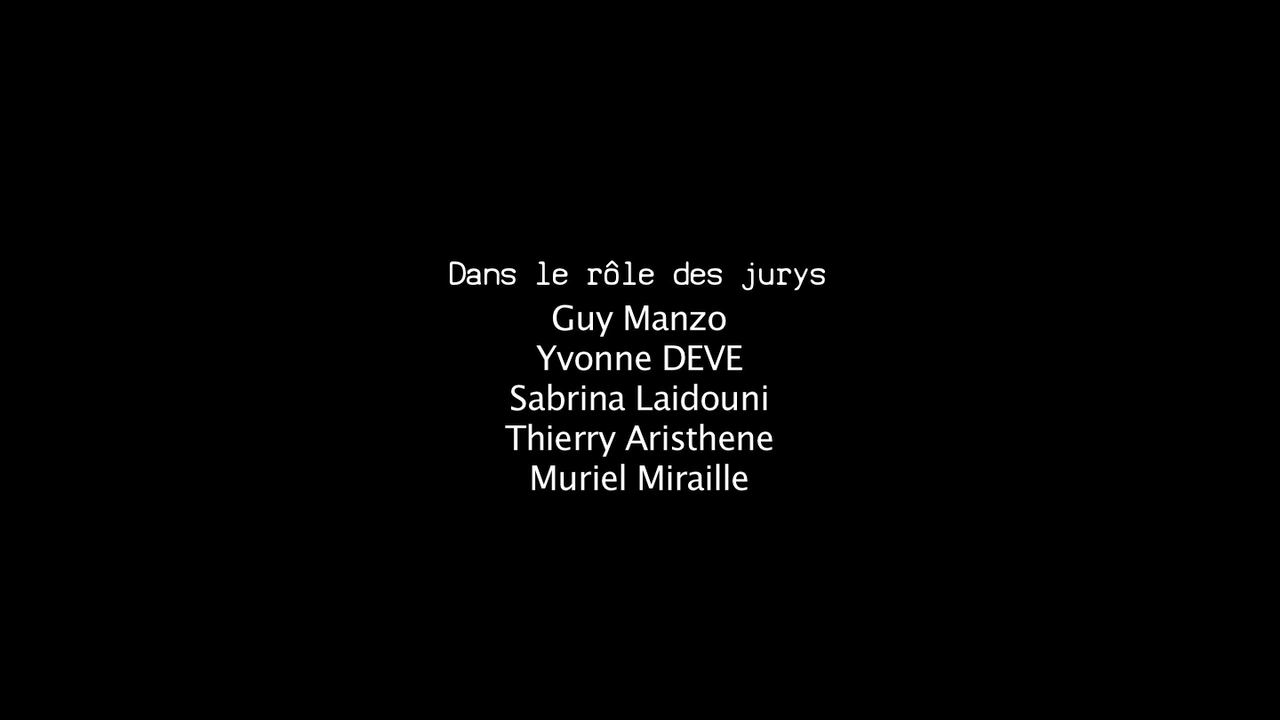 Dans le rôle des jurys
Guy Manzo
Yvonne DEVE
Sabrina Laidouni
Thierry Aristhene
Muriel Miraille